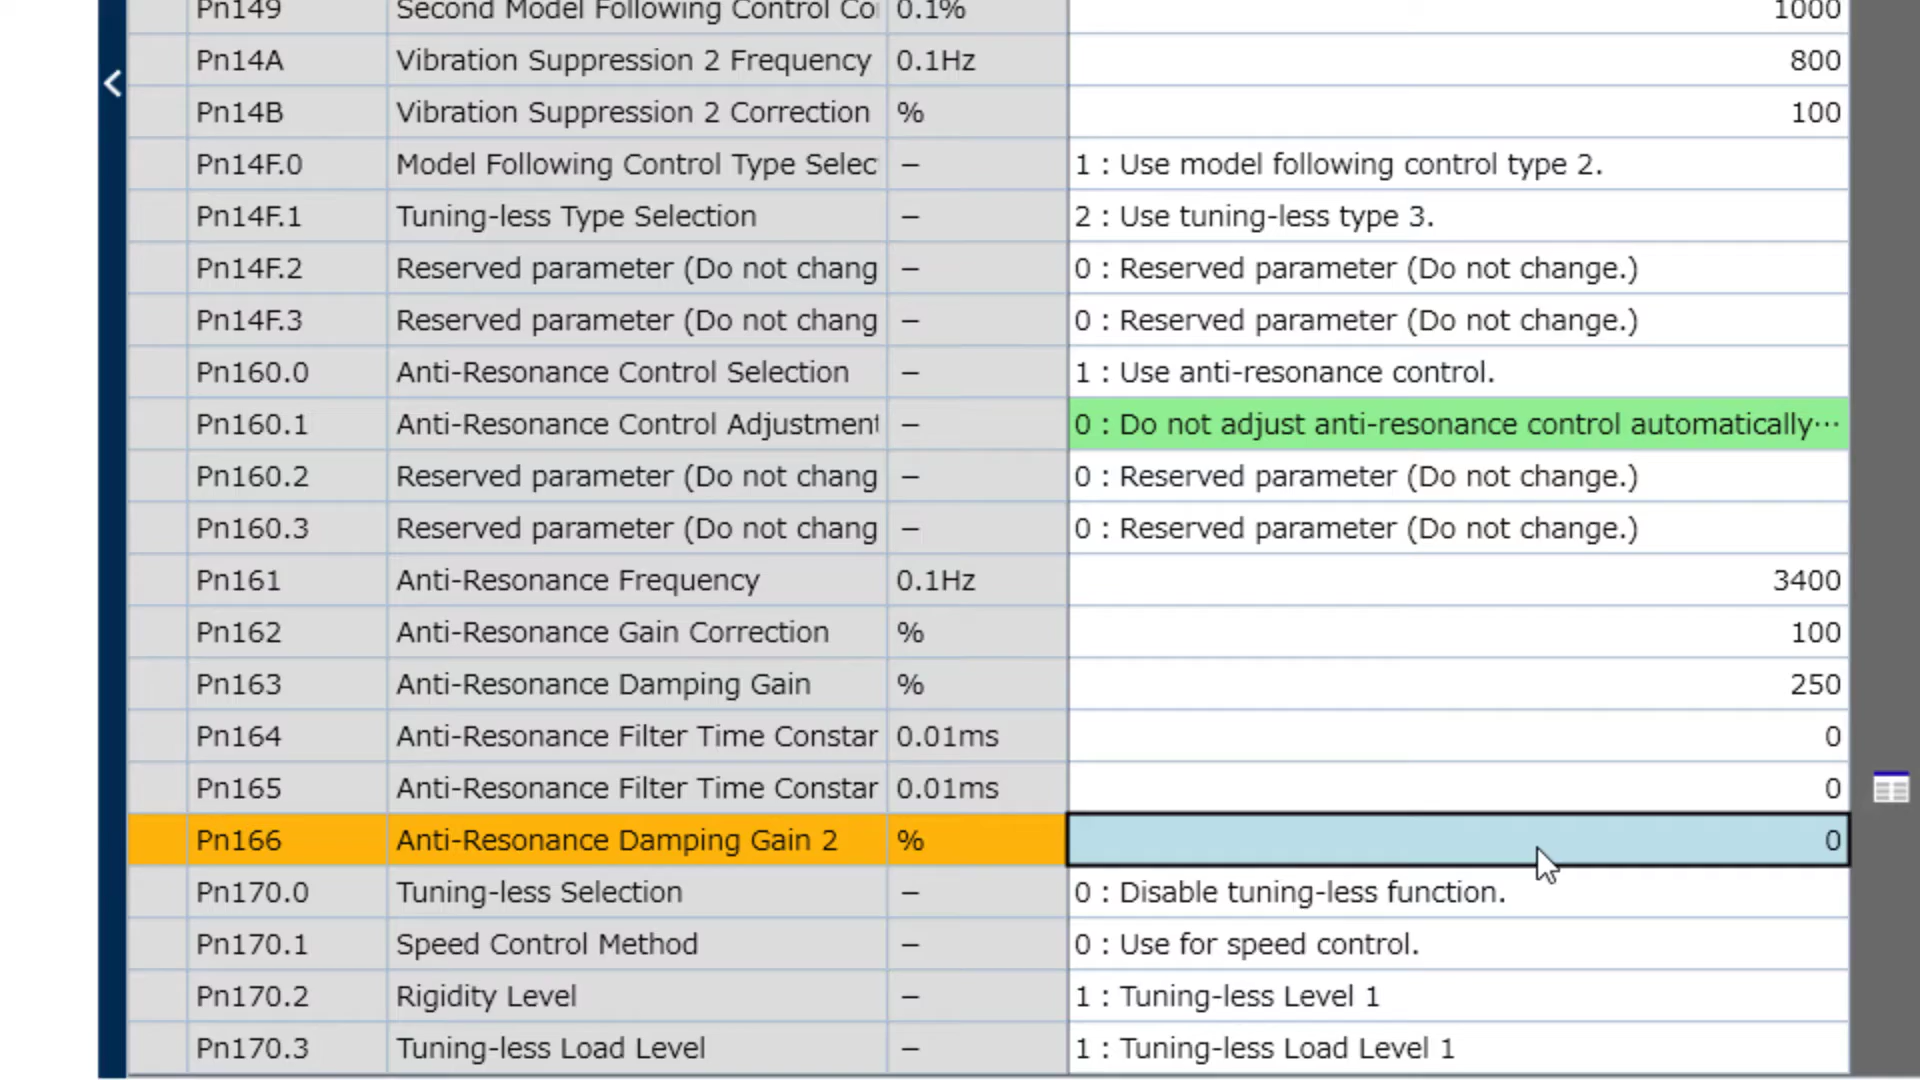 Pn149 Second Model Following Control Co 0.1% 1000
Pn14A Vibration Suppression 2 Frequency 0.1Hz 800
Pn14B Vibration Suppression 2 Correction % 100
Pn14F.0 Model Following Control Type Selec – 1 : Use model following control type 2.
Pn14F.1 Tuning-less Type Selection – 2 : Use tuning-less type 3.
Pn14F.2 Reserved parameter (Do not chang – 0 : Reserved parameter (Do not change.)
Pn14F.3 Reserved parameter (Do not chang – 0 : Reserved parameter (Do not change.)
Pn160.0 Anti-Resonance Control Selection – 1 : Use anti-resonance control.
Pn160.1 Anti-Resonance Control Adjustment – 0 : Do not adjust anti-resonance control automatically···
Pn160.2 Reserved parameter (Do not chang – 0 : Reserved parameter (Do not change.)
Pn160.3 Reserved parameter (Do not chang – 0 : Reserved parameter (Do not change.)
Pn161 Anti-Resonance Frequency 0.1Hz 3400
Pn162 Anti-Resonance Gain Correction % 100
Pn163 Anti-Resonance Damping Gain % 250
Pn164 Anti-Resonance Filter Time Constar 0.01ms 0
Pn165 Anti-Resonance Filter Time Constar 0.01ms 0
Pn166 Anti-Resonance Damping Gain 2 % 0
Pn170.0 Tuning-less Selection – 0 : Disable tuning-less function.
Pn170.1 Speed Control Method – 0 : Use for speed control.
Pn170.2 Rigidity Level – 1 : Tuning-less Level 1
Pn170.3 Tuning-less Load Level – 1 : Tuning-less Load Level 1